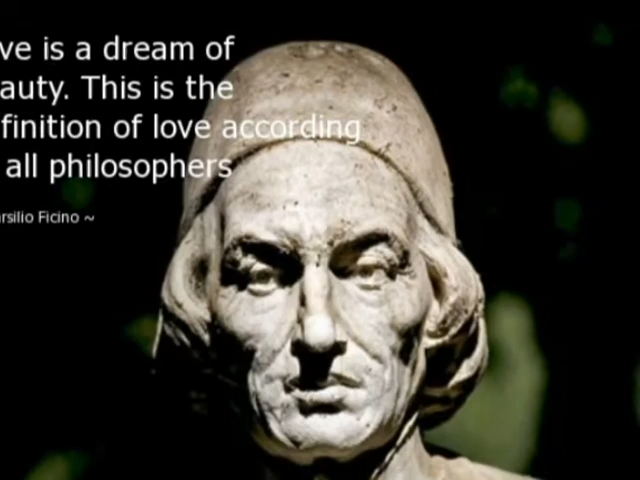 ve is a dream of
auty. This is the
finition of love according
all philosophers
rsilio Ficino ~